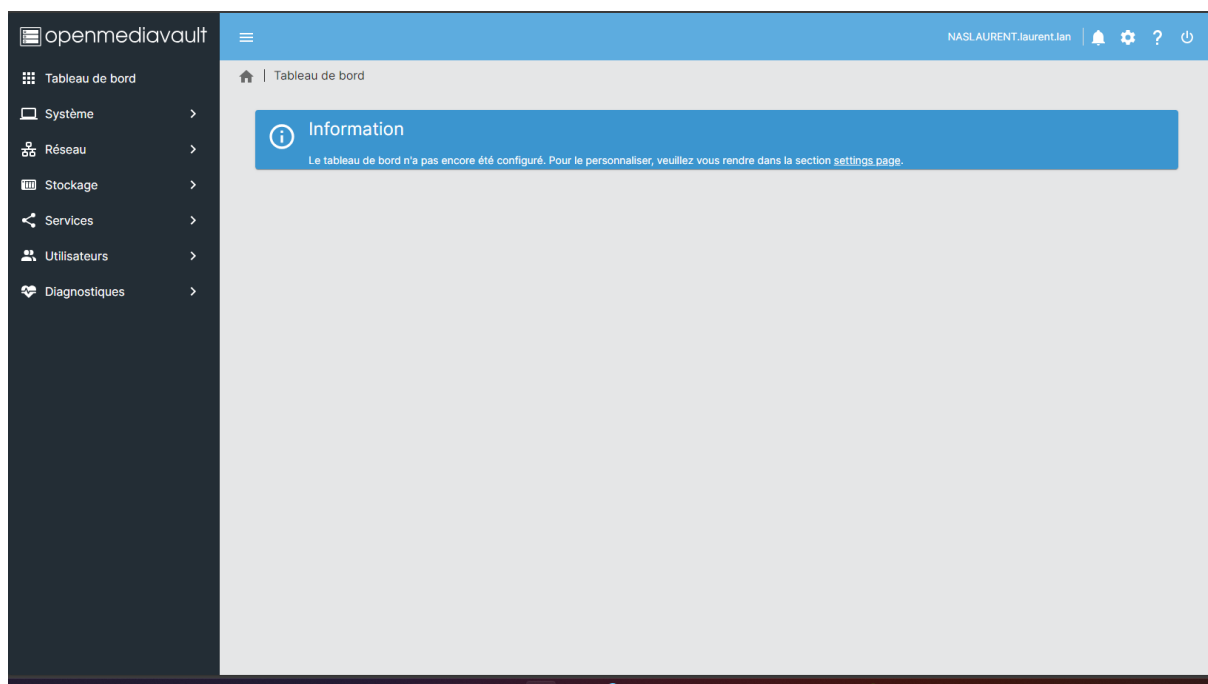 openmediavault
NASLAURENT.laurent.lan
Tableau de bord
Système
Réseau
Stockage
Services
Utilisateurs
Diagnostiques
Tableau de bord
Information
Le tableau de bord n'a pas encore été configuré. Pour le personnaliser, veuillez vous rendre dans la section settings page.